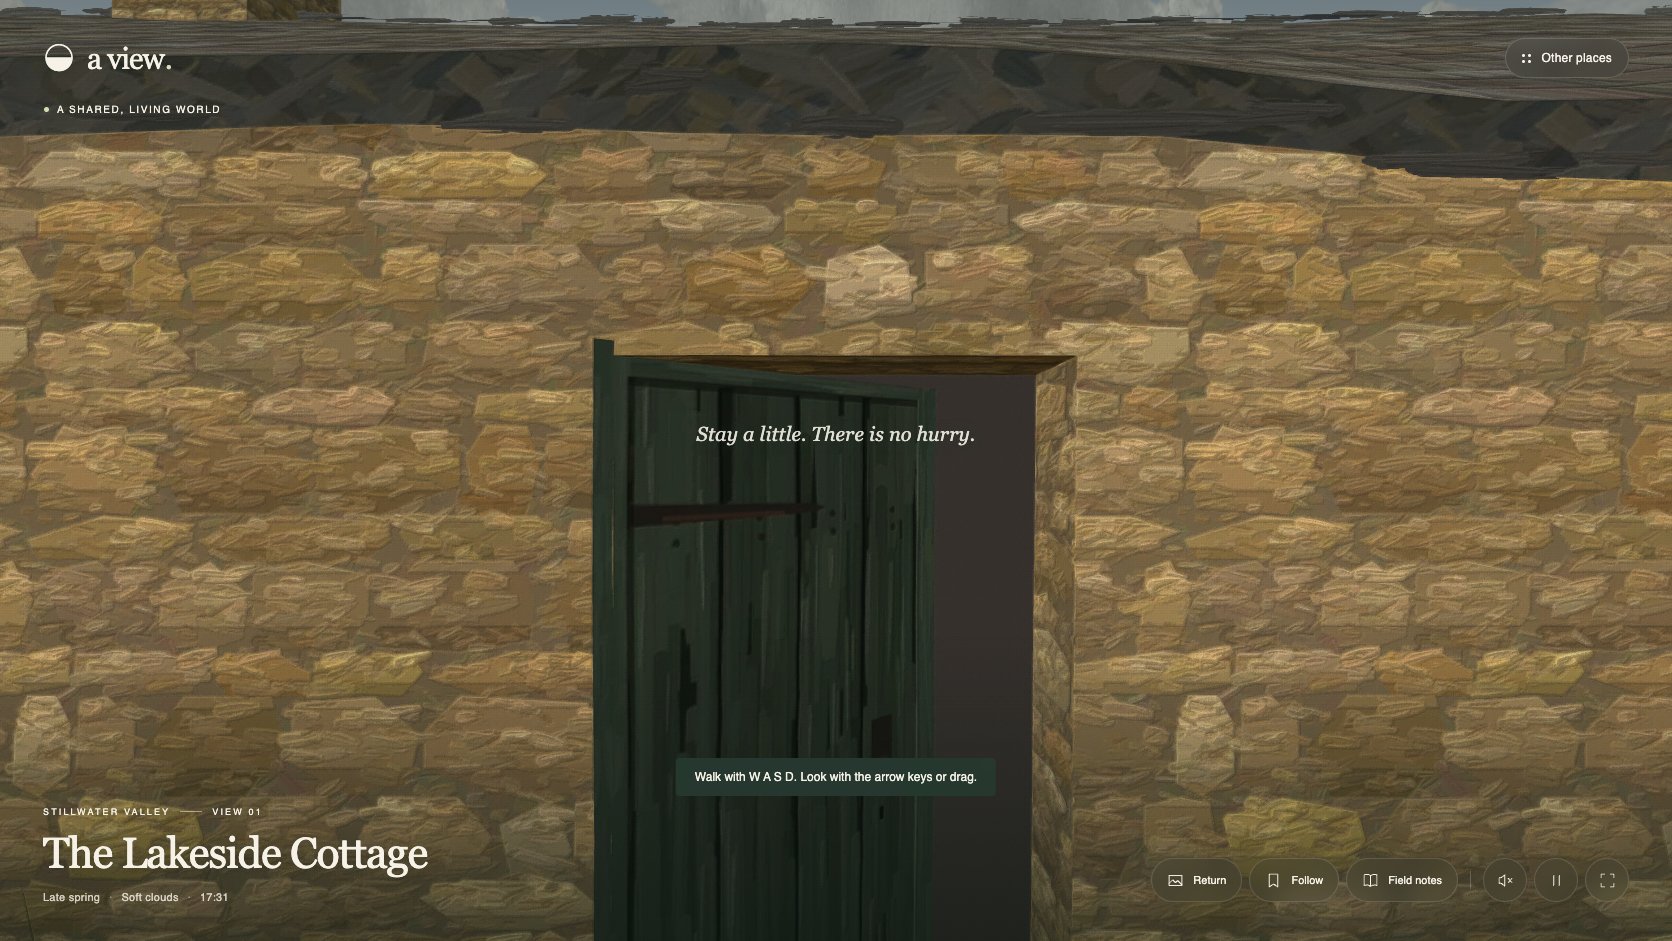 a view.
Other places
A SHARED, LIVING WORLD
Stay a little. There is no hurry.
Walk with W A S D. Look with the arrow keys or drag.
STILLWATER VALLEY — VIEW 01
The Lakeside Cottage
Late spring · Soft clouds · 17:31
Return
Follow
Field notes